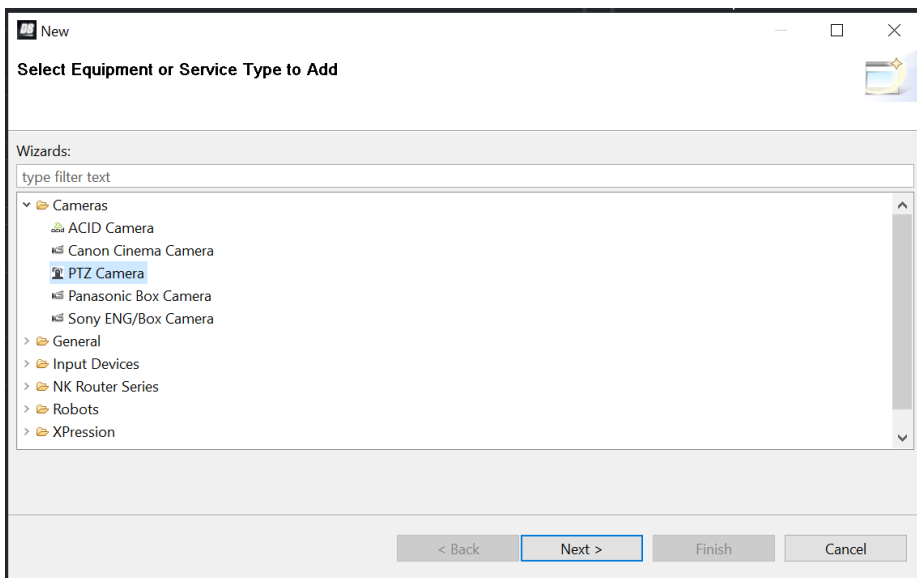 DB New
Select Equipment or Service Type to Add
Wizards:
type filter text
Cameras
ACID Camera
Canon Cinema Camera
PTZ Camera
Panasonic Box Camera
Sony ENG/Box Camera
General
Input Devices
NK Router Series
Robots
XPression
< Back Next > Finish Cancel